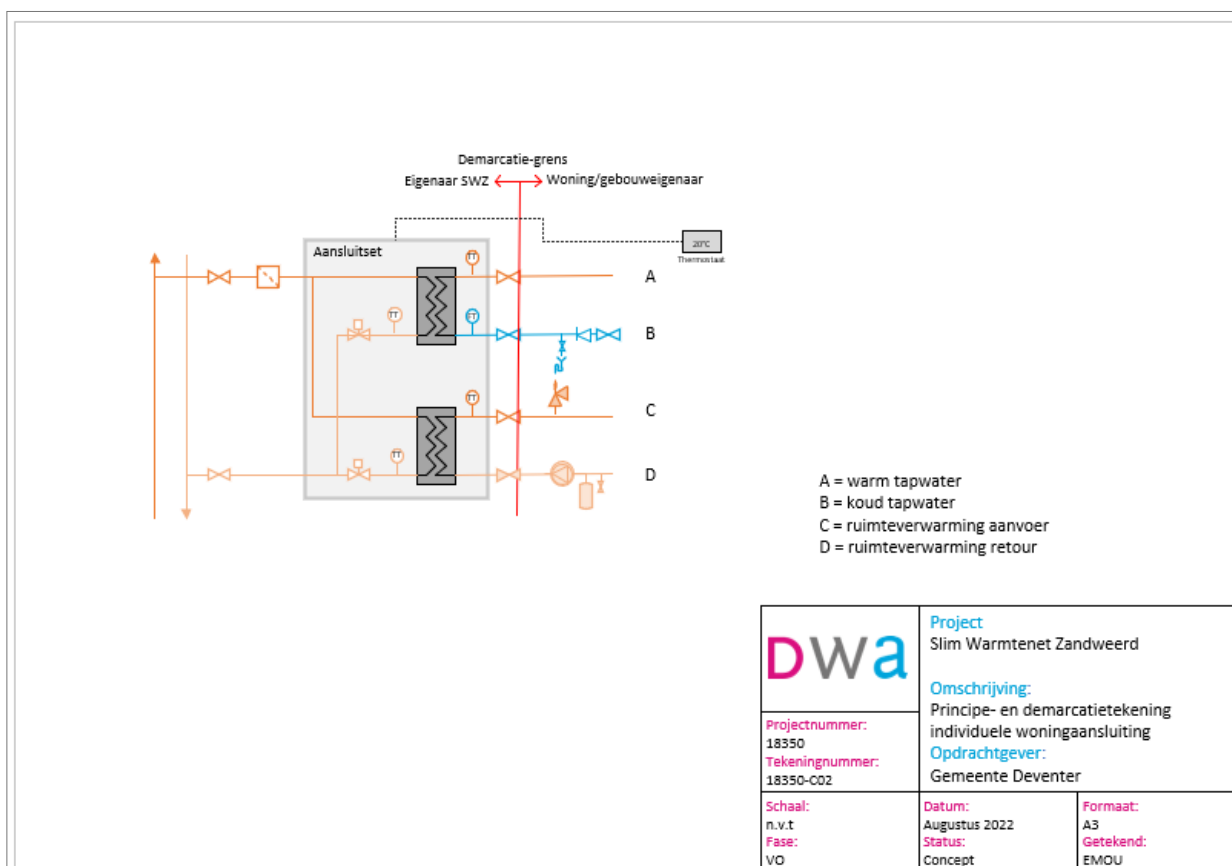 Demarcatie-grens
Eigenaar SWZ
Woning/gebouweigenaar
Aansluitset
20°C
Thermostaat
TT
A
TT
FT
B
TT
C
TT
D
A = warm tapwater
B = koud tapwater
C = ruimteverwarming aanvoer
D = ruimteverwarming retour
DWa
Project
Slim Warmtenet Zandweerd
Omschrijving:
Principe- en demarcatietekening
individuele woningaansluiting
Opdrachtgever:
Gemeente Deventer
Projectnummer:
18350
Tekeningnummer:
18350-C02
Schaal:
n.v.t
Fase:
VO
Datum:
Augustus 2022
Status:
Concept
Formaat:
A3
Getekend:
EMOU